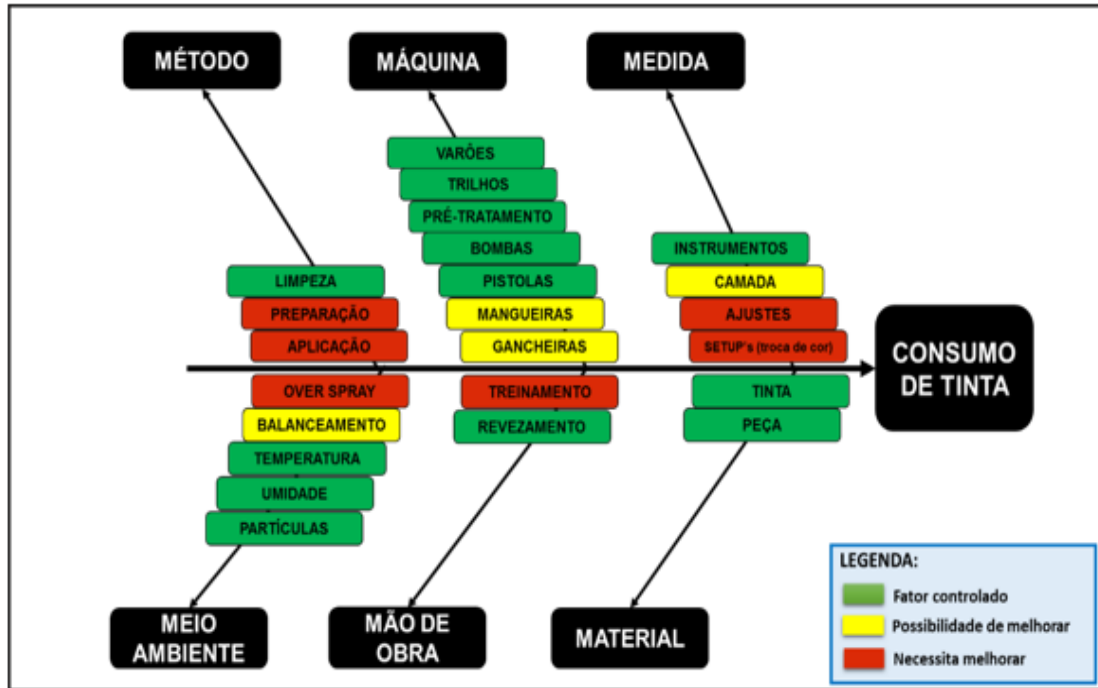 MÉTODO
MÁQUINA
MEDIDA
VARÕES
TRILHOS
PRÉ-TRATAMENTO
BOMBAS
PISTOLAS
MANGUEIRAS
GANCHEIRAS
INSTRUMENTOS
CAMADA
AJUSTES
SETUP's (troca de cor)
LIMPEZA
PREPARAÇÃO
APLICAÇÃO
CONSUMO
DE TINTA
OVER SPRAY
BALANCEAMENTO
TEMPERATURA
UMIDADE
PARTÍCULAS
TREINAMENTO
REVEZAMENTO
TINTA
PEÇA
MEIO
AMBIENTE
MÃO DE
OBRA
MATERIAL
LEGENDA:
Fator controlado
Possibilidade de melhorar
Necessita melhorar